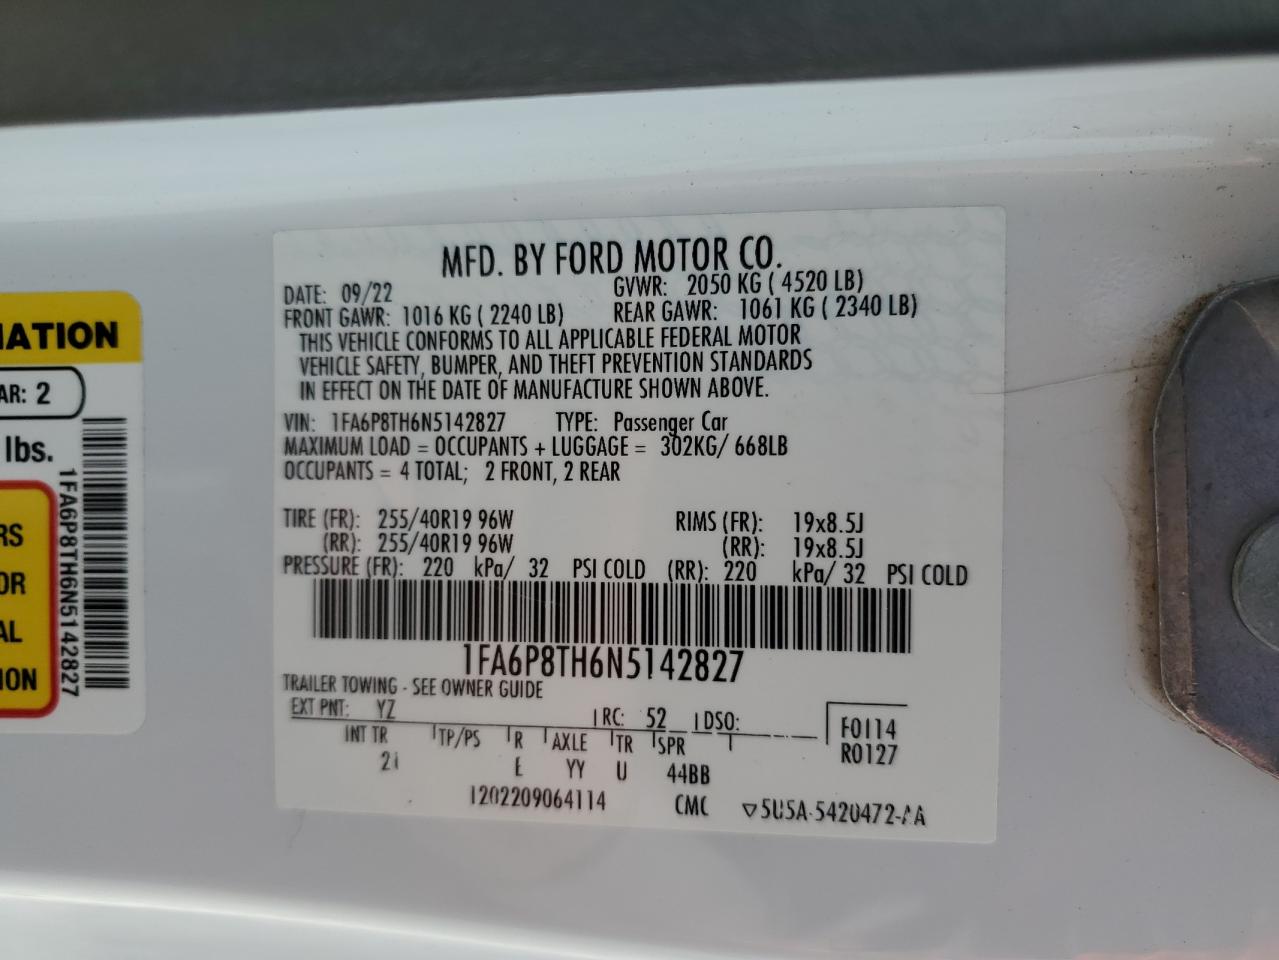 MFD. BY FORD MOTOR CO.
DATE: 09/22 GVWR: 2050 KG ( 4520 LB)
FRONT GAWR: 1016 KG ( 2240 LB) REAR GAWR: 1061 KG ( 2340 LB)
THIS VEHICLE CONFORMS TO ALL APPLICABLE FEDERAL MOTOR
VEHICLE SAFETY, BUMPER, AND THEFT PREVENTION STANDARDS
IN EFFECT ON THE DATE OF MANUFACTURE SHOWN ABOVE.
VIN: 1FA6P8TH6N5142827 TYPE: Passenger Car
MAXIMUM LOAD = OCCUPANTS + LUGGAGE = 302KG/ 668LB
OCCUPANTS = 4 TOTAL; 2 FRONT, 2 REAR
TIRE (FR): 255/40R19 96W RIMS (FR): 19x8.5J
(RR): 255/40R19 96W (RR): 19x8.5J
PRESSURE (FR): 220 kPa/ 32 PSI COLD (RR): 220 kPa/ 32 PSI COLD
1FA6P8TH6N5142827
TRAILER TOWING - SEE OWNER GUIDE
EXT PNT: YZ RC: 52 DSO: F0114
INT TR TP/PS R AXLE TR SPR R0127
E YY U 44BB
1202209064114 CMC
IATION
AR: 2
lbs.
RS
OR
AL
ION
1FA6P8TH6N5142827